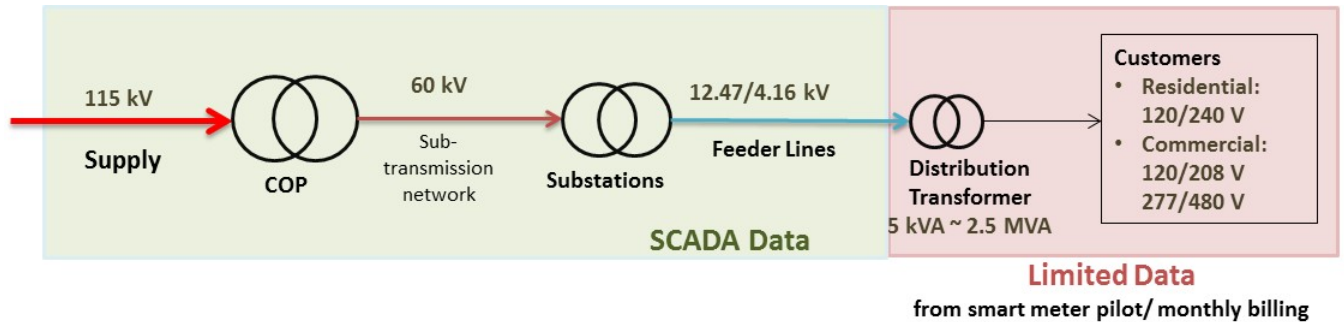 115 kV
Supply
COP
60 kV
Sub-
transmission
network
Substations
12.47/4.16 kV
Feeder Lines
SCADA Data
Distribution
Transformer
5 kVA ~ 2.5 MVA
Customers
• Residential:
120/240 V
• Commercial:
120/208 V
277/480 V
Limited Data
from smart meter pilot/ monthly billing